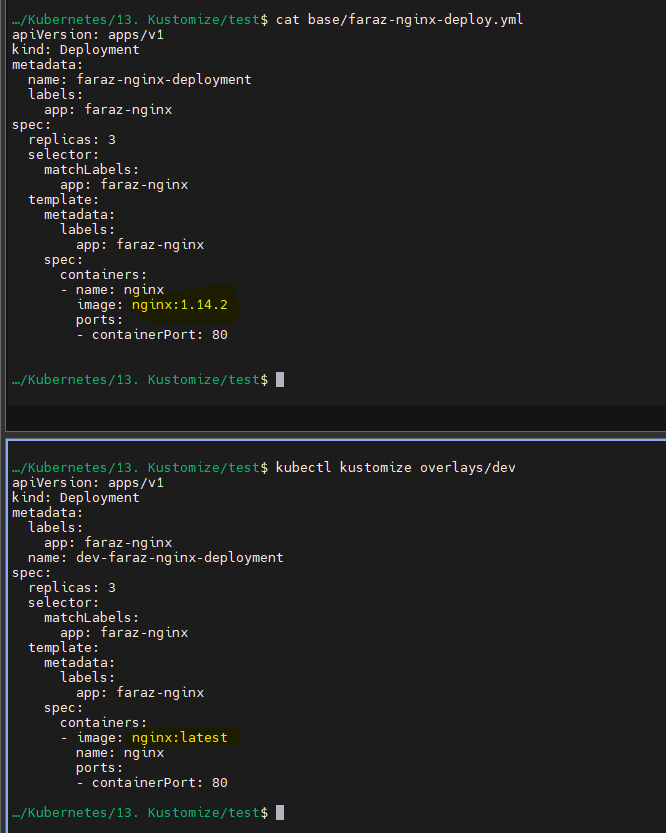 …/Kubernetes/13. Kustomize/test$ cat base/faraz-nginx-deploy.yml
apiVersion: apps/v1
kind: Deployment
metadata:
  name: faraz-nginx-deployment
  labels:
    app: faraz-nginx
spec:
  replicas: 3
  selector:
    matchLabels:
      app: faraz-nginx
  template:
    metadata:
      labels:
        app: faraz-nginx
    spec:
      containers:
      - name: nginx
        image: nginx:1.14.2
        ports:
        - containerPort: 80
…/Kubernetes/13. Kustomize/test$
…/Kubernetes/13. Kustomize/test$ kubectl kustomize overlays/dev
apiVersion: apps/v1
kind: Deployment
metadata:
  labels:
    app: faraz-nginx
  name: dev-faraz-nginx-deployment
spec:
  replicas: 3
  selector:
    matchLabels:
      app: faraz-nginx
  template:
    metadata:
      labels:
        app: faraz-nginx
    spec:
      containers:
      - image: nginx:latest
        name: nginx
        ports:
        - containerPort: 80
…/Kubernetes/13. Kustomize/test$